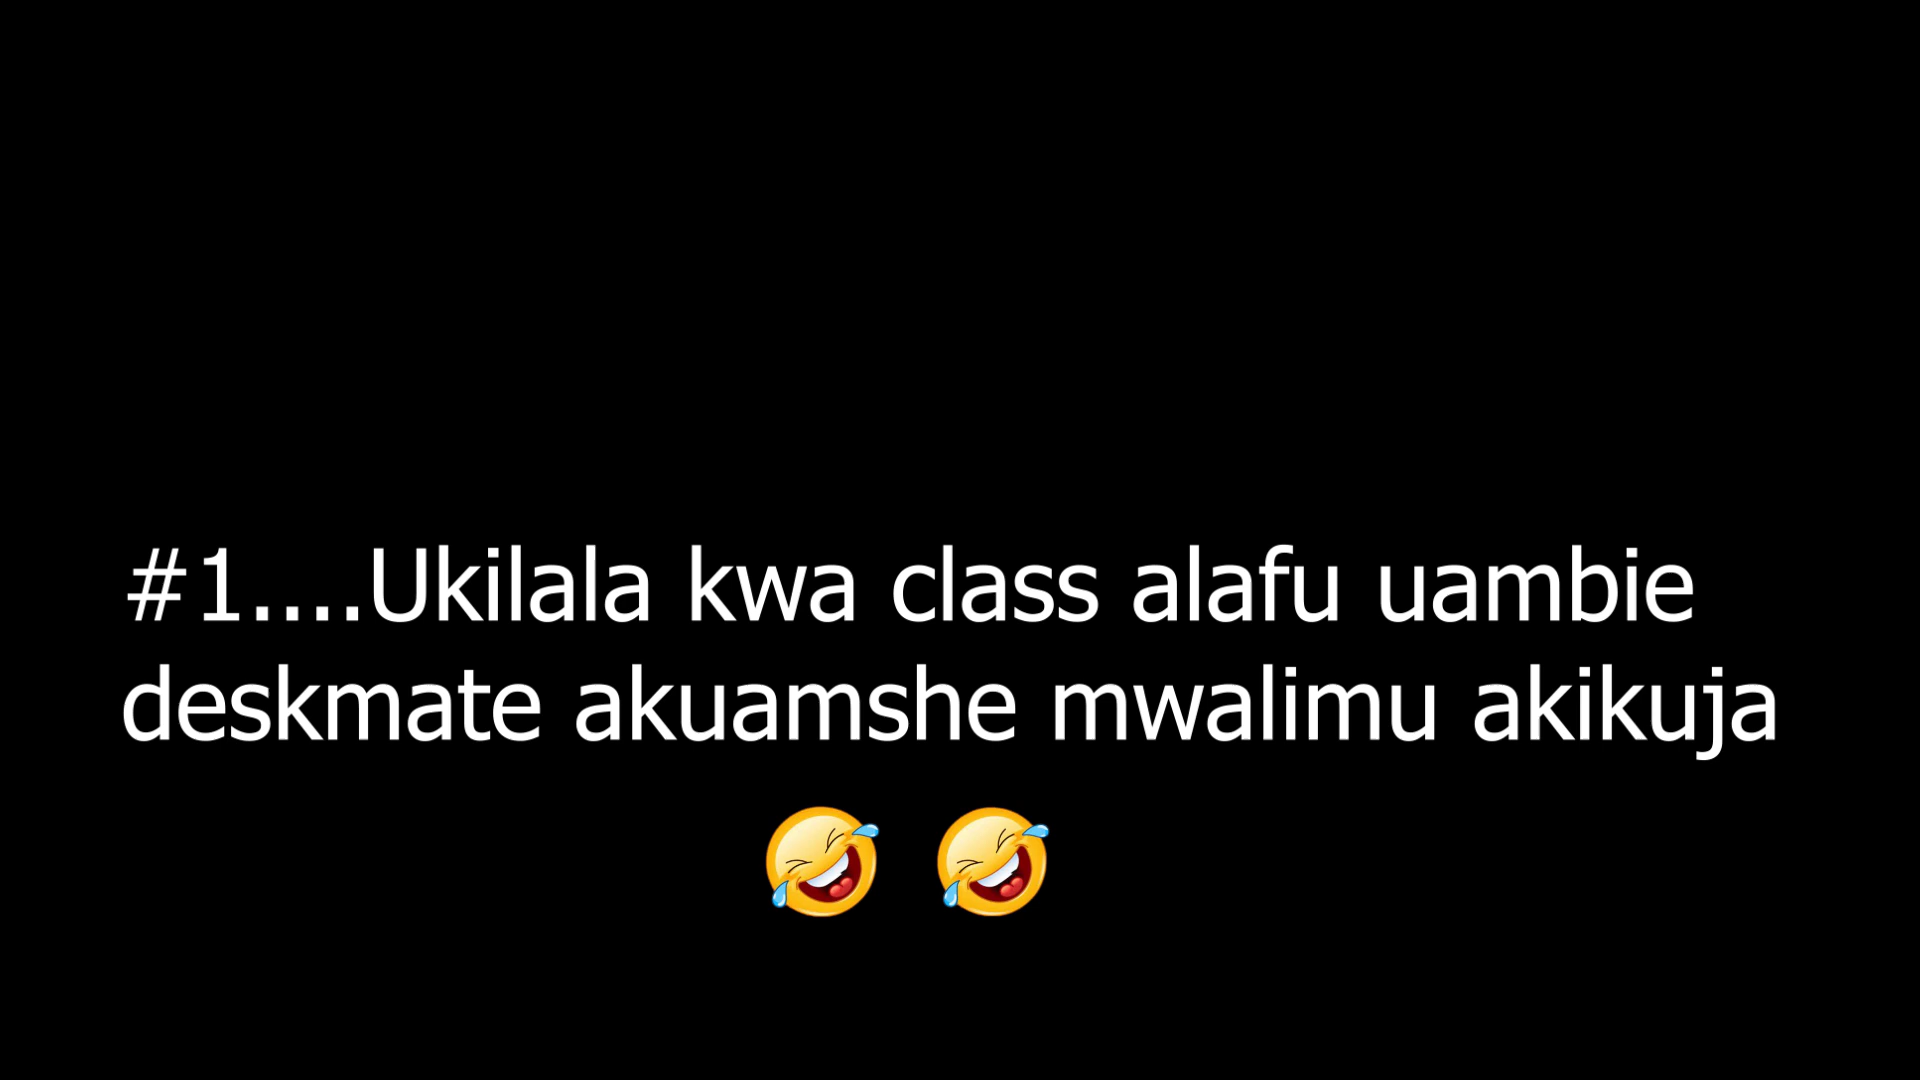 #1....Ukilala kwa class alafu uambie
deskmate akuamshe mwalimu akikuja
🤣 🤣